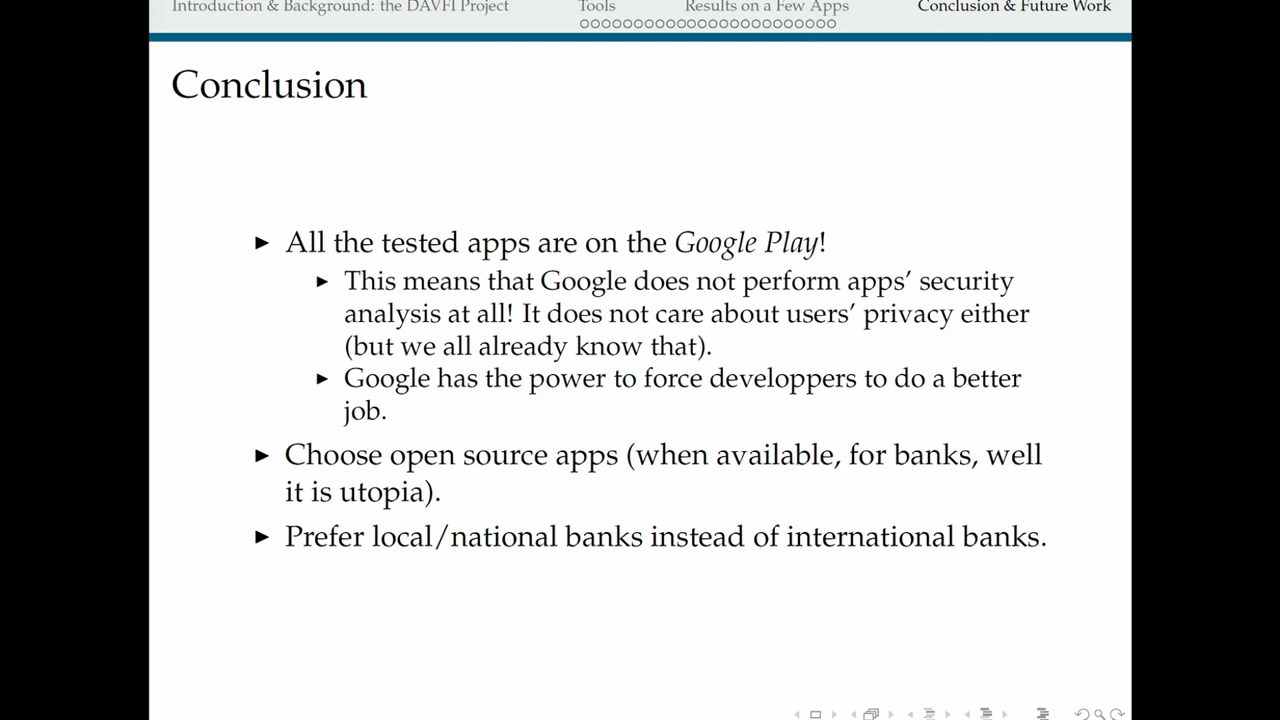 Introduction & Background: the DAVFI Project Tools Results on a Few Apps Conclusion & Future Work
Conclusion
All the tested apps are on the Google Play!
This means that Google does not perform apps' security
analysis at all! It does not care about users' privacy either
(but we all already know that).
Google has the power to force developpers to do a better
job.
Choose open source apps (when available, for banks, well
it is utopia).
Prefer local/national banks instead of international banks.